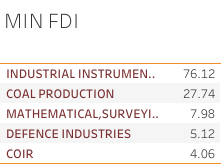 MIN FDI
INDUSTRIAL INSTRUMEN.. 76.12
COAL PRODUCTION 27.74
MATHEMATICAL,SURVEYI.. 7.98
DEFENCE INDUSTRIES 5.12
COIR 4.06